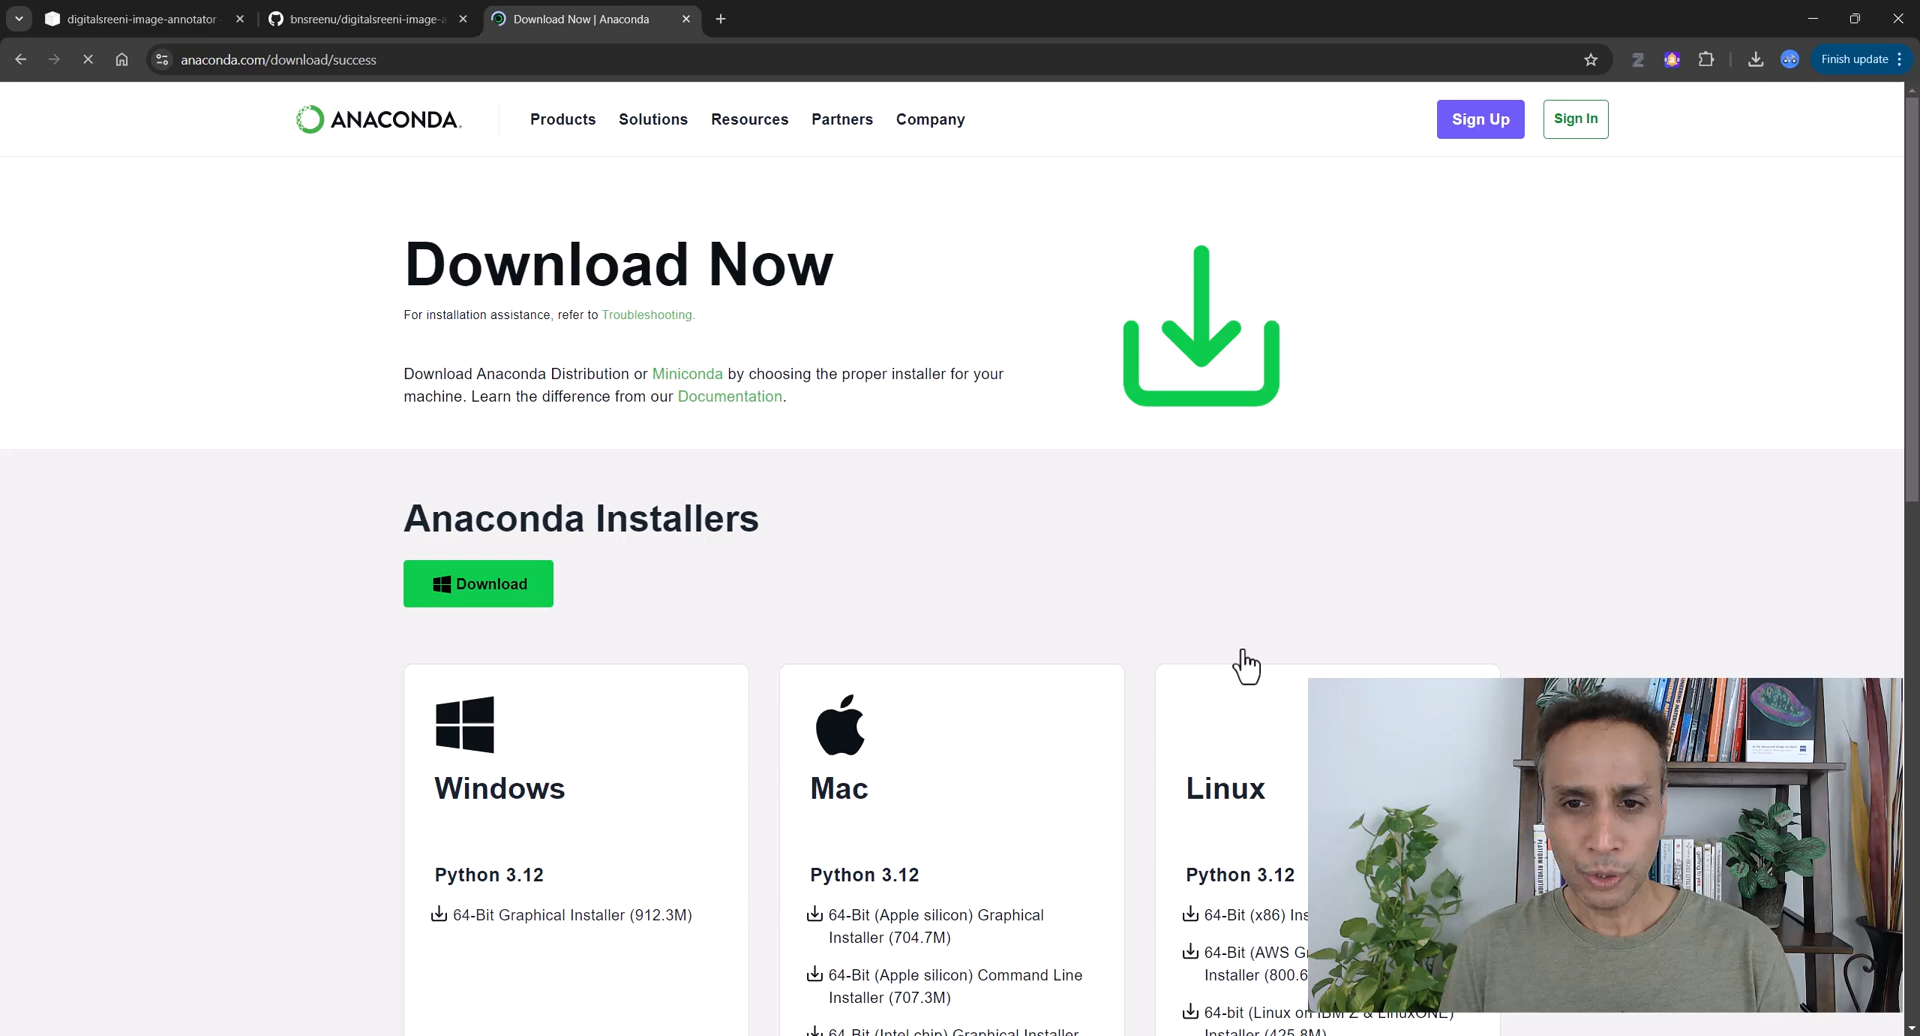 digitalsreeni-image-annotator
bnsreenu/digitalsreeni-image-a
Download Now | Anaconda
anaconda.com/download/success
Finish update
ANACONDA.
Products
Solutions
Resources
Partners
Company
Sign Up
Sign In
Download Now
For installation assistance, refer to Troubleshooting.
Download Anaconda Distribution or Miniconda by choosing the proper installer for your
machine. Learn the difference from our Documentation.
Anaconda Installers
Download
Windows
Python 3.12
64-Bit Graphical Installer (912.3M)
Mac
Python 3.12
64-Bit (Apple silicon) Graphical
Installer (704.7M)
64-Bit (Apple silicon) Command Line
Installer (707.3M)
64-Bit (Intel chip) Graphical Installer
Linux
Python 3.12
64-Bit (x86) Ins
64-Bit (AWS Gr
Installer (800.6
64-bit (Linux on IBM Z & LinuxONE)
Installer (425.8M)